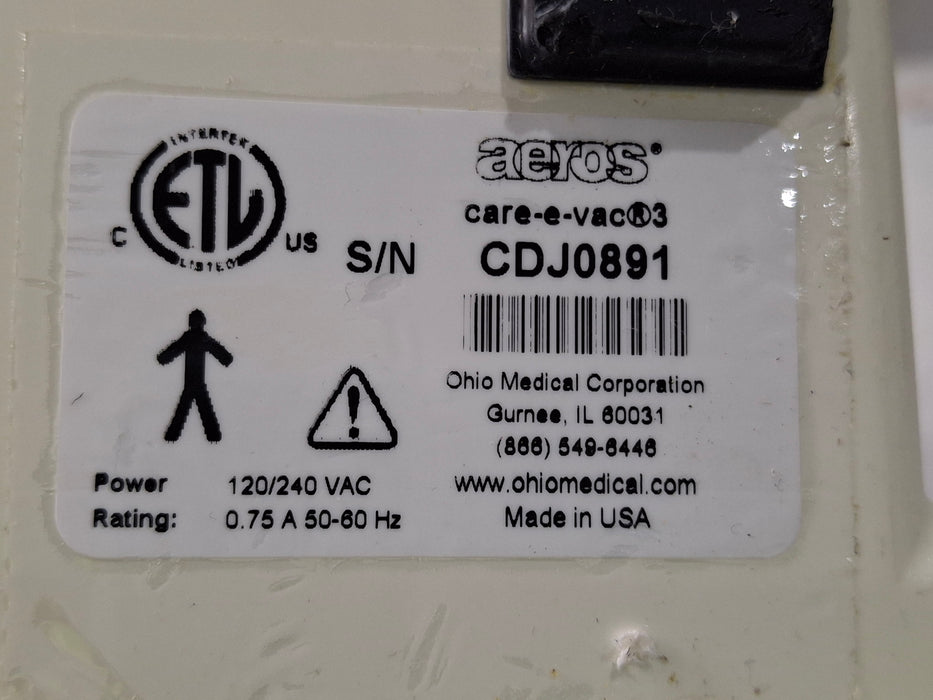 INTERTEK
ETL
LISTED
C
US
aeros®
care-e-vac®3
S/N CDJ0891
Ohio Medical Corporation
Gurnee, IL 60031
(866) 549-6446
www.ohiomedical.com
Made in USA
Power 120/240 VAC
Rating: 0.75 A 50-60 Hz